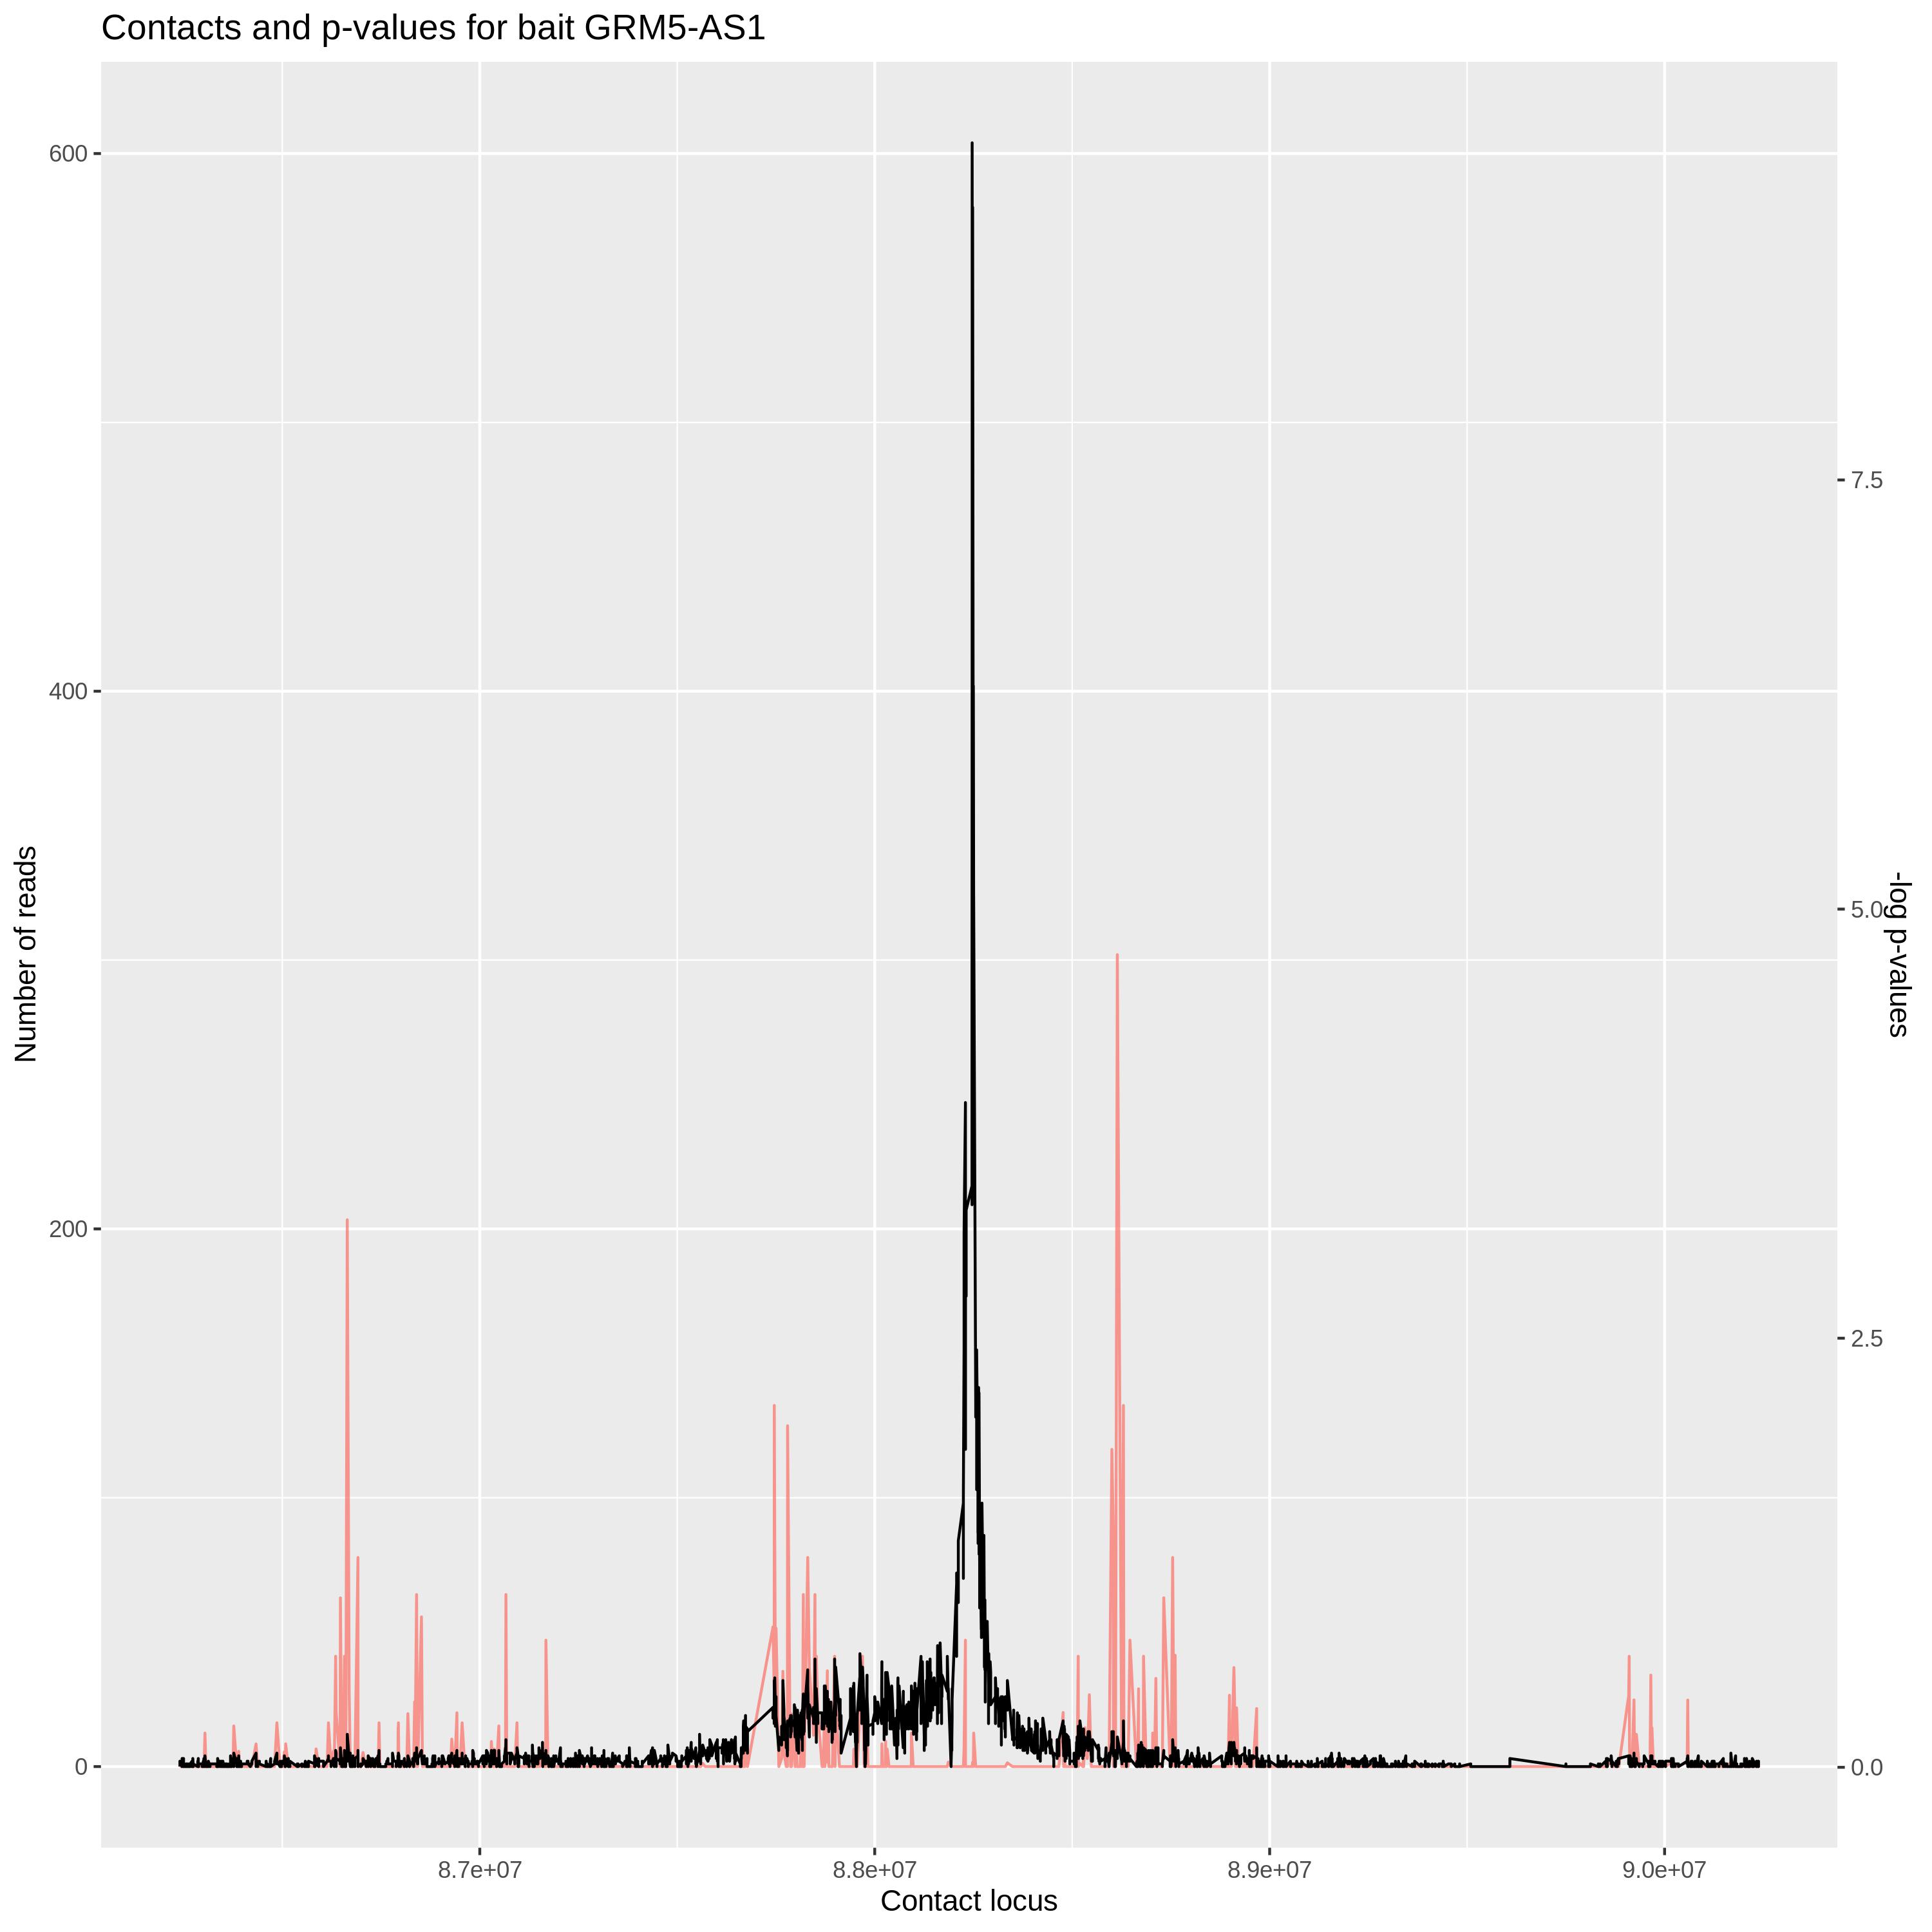 Contacts and p-values for bait GRM5-AS1
600
400
200
0
Number of reads
7.5
5.0
2.5
0.0
-log p-values
8.7e+07
8.8e+07
8.9e+07
9.0e+07
Contact locus